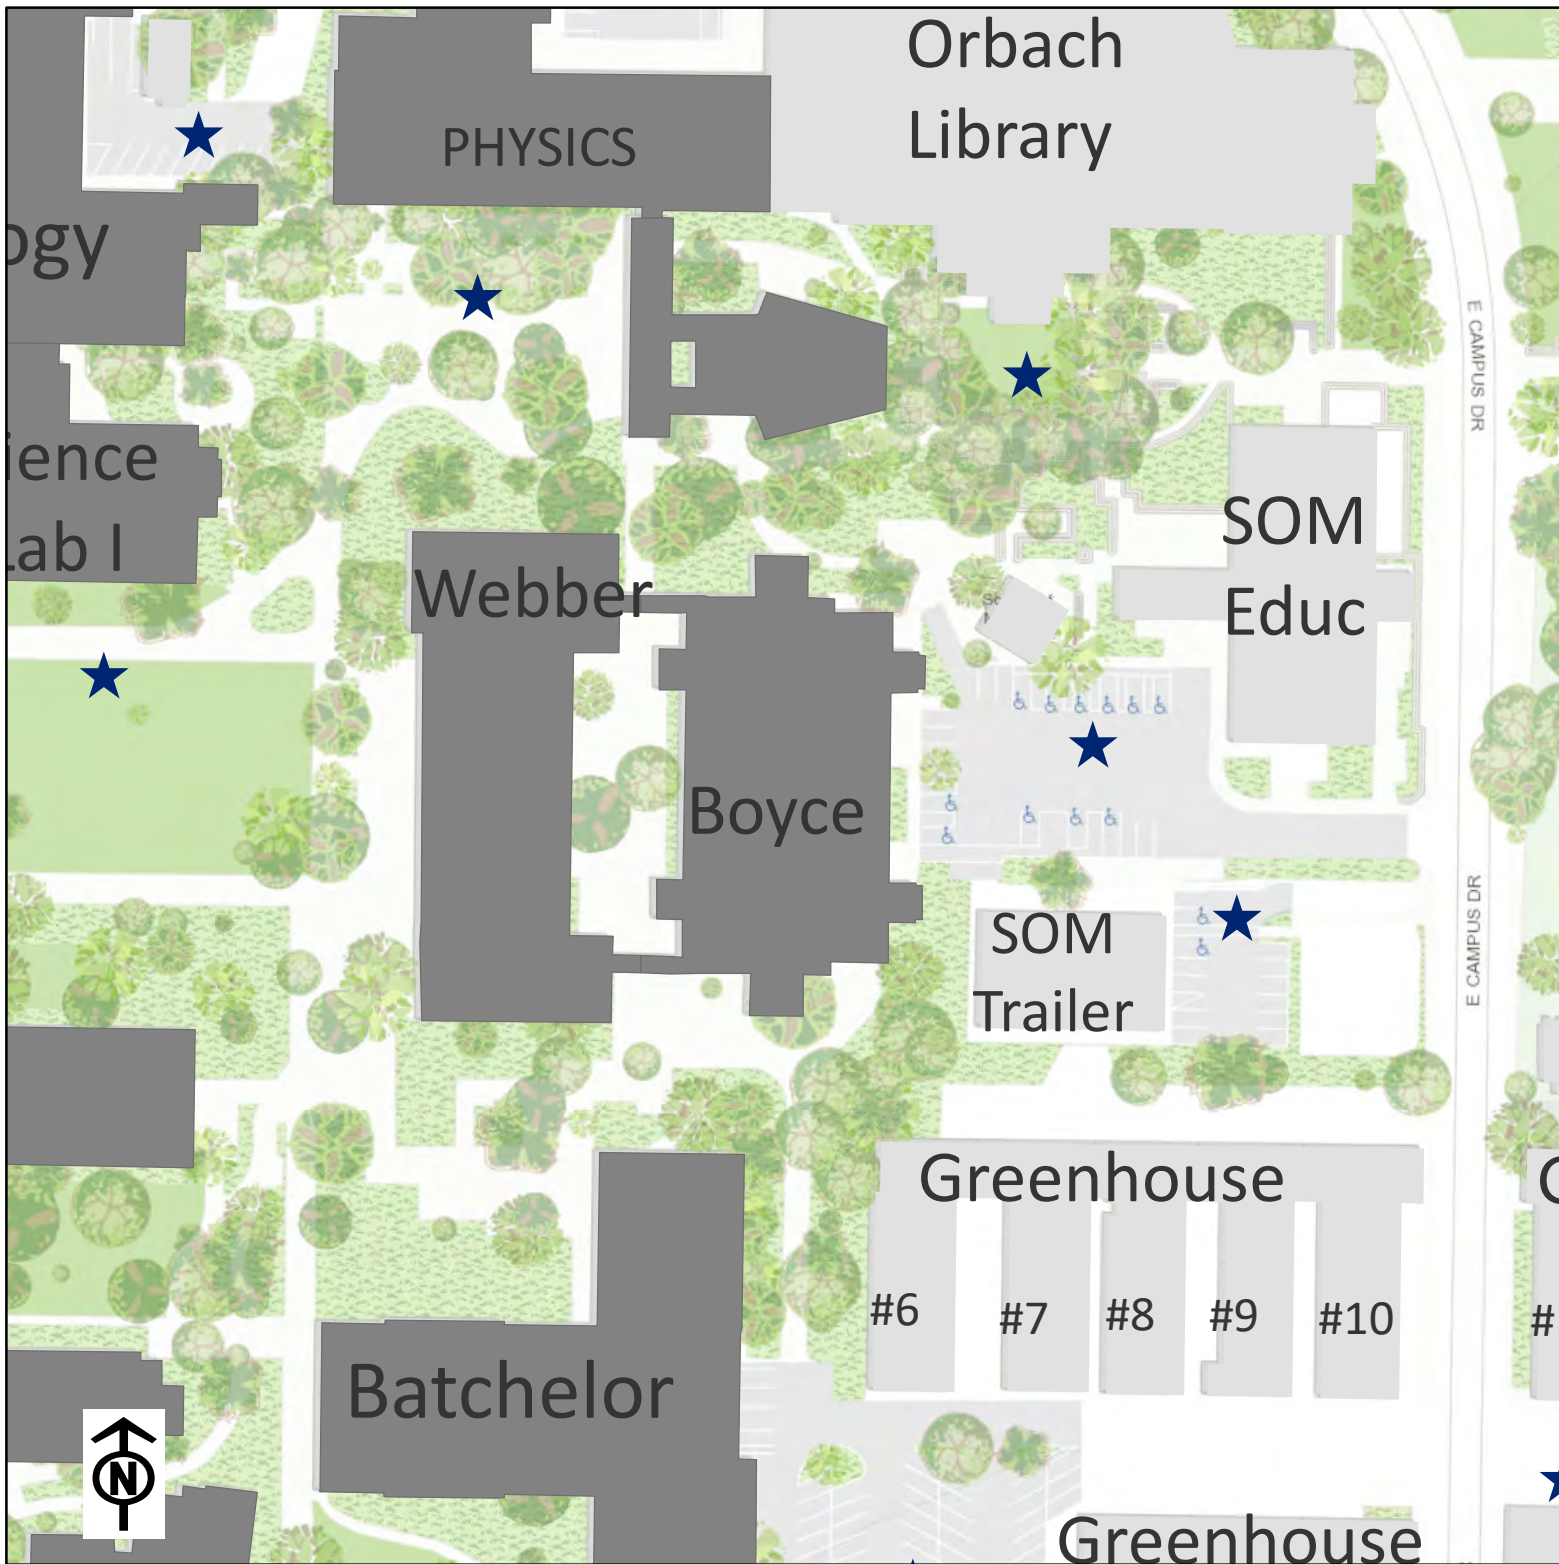 Orbach
Library
PHYSICS
ogy
E CAMPUS DR
ience
Lab I
SOM
Educ
Webber
Boyce
E CAMPUS DR
SOM
Trailer
Greenhouse
#6
#7
#8
#9
#10
#
Batchelor
N
Greenhouse